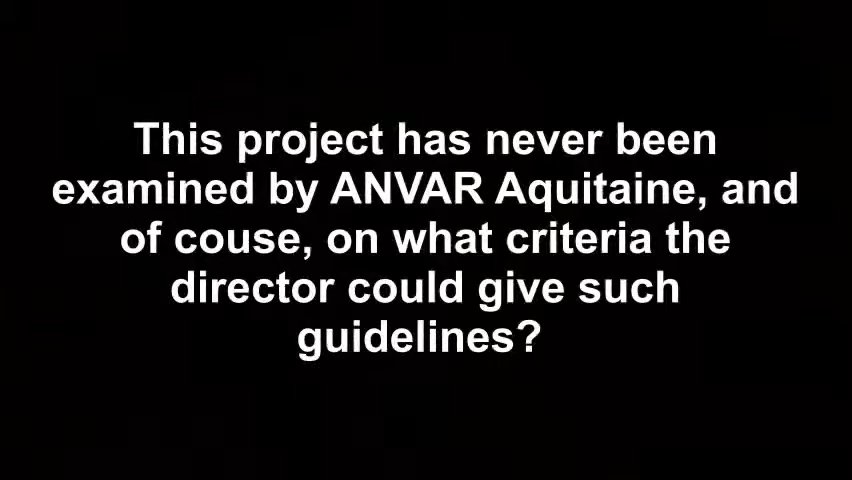 This project has never been
examined by ANVAR Aquitaine, and
of couse, on what criteria the
director could give such
guidelines?